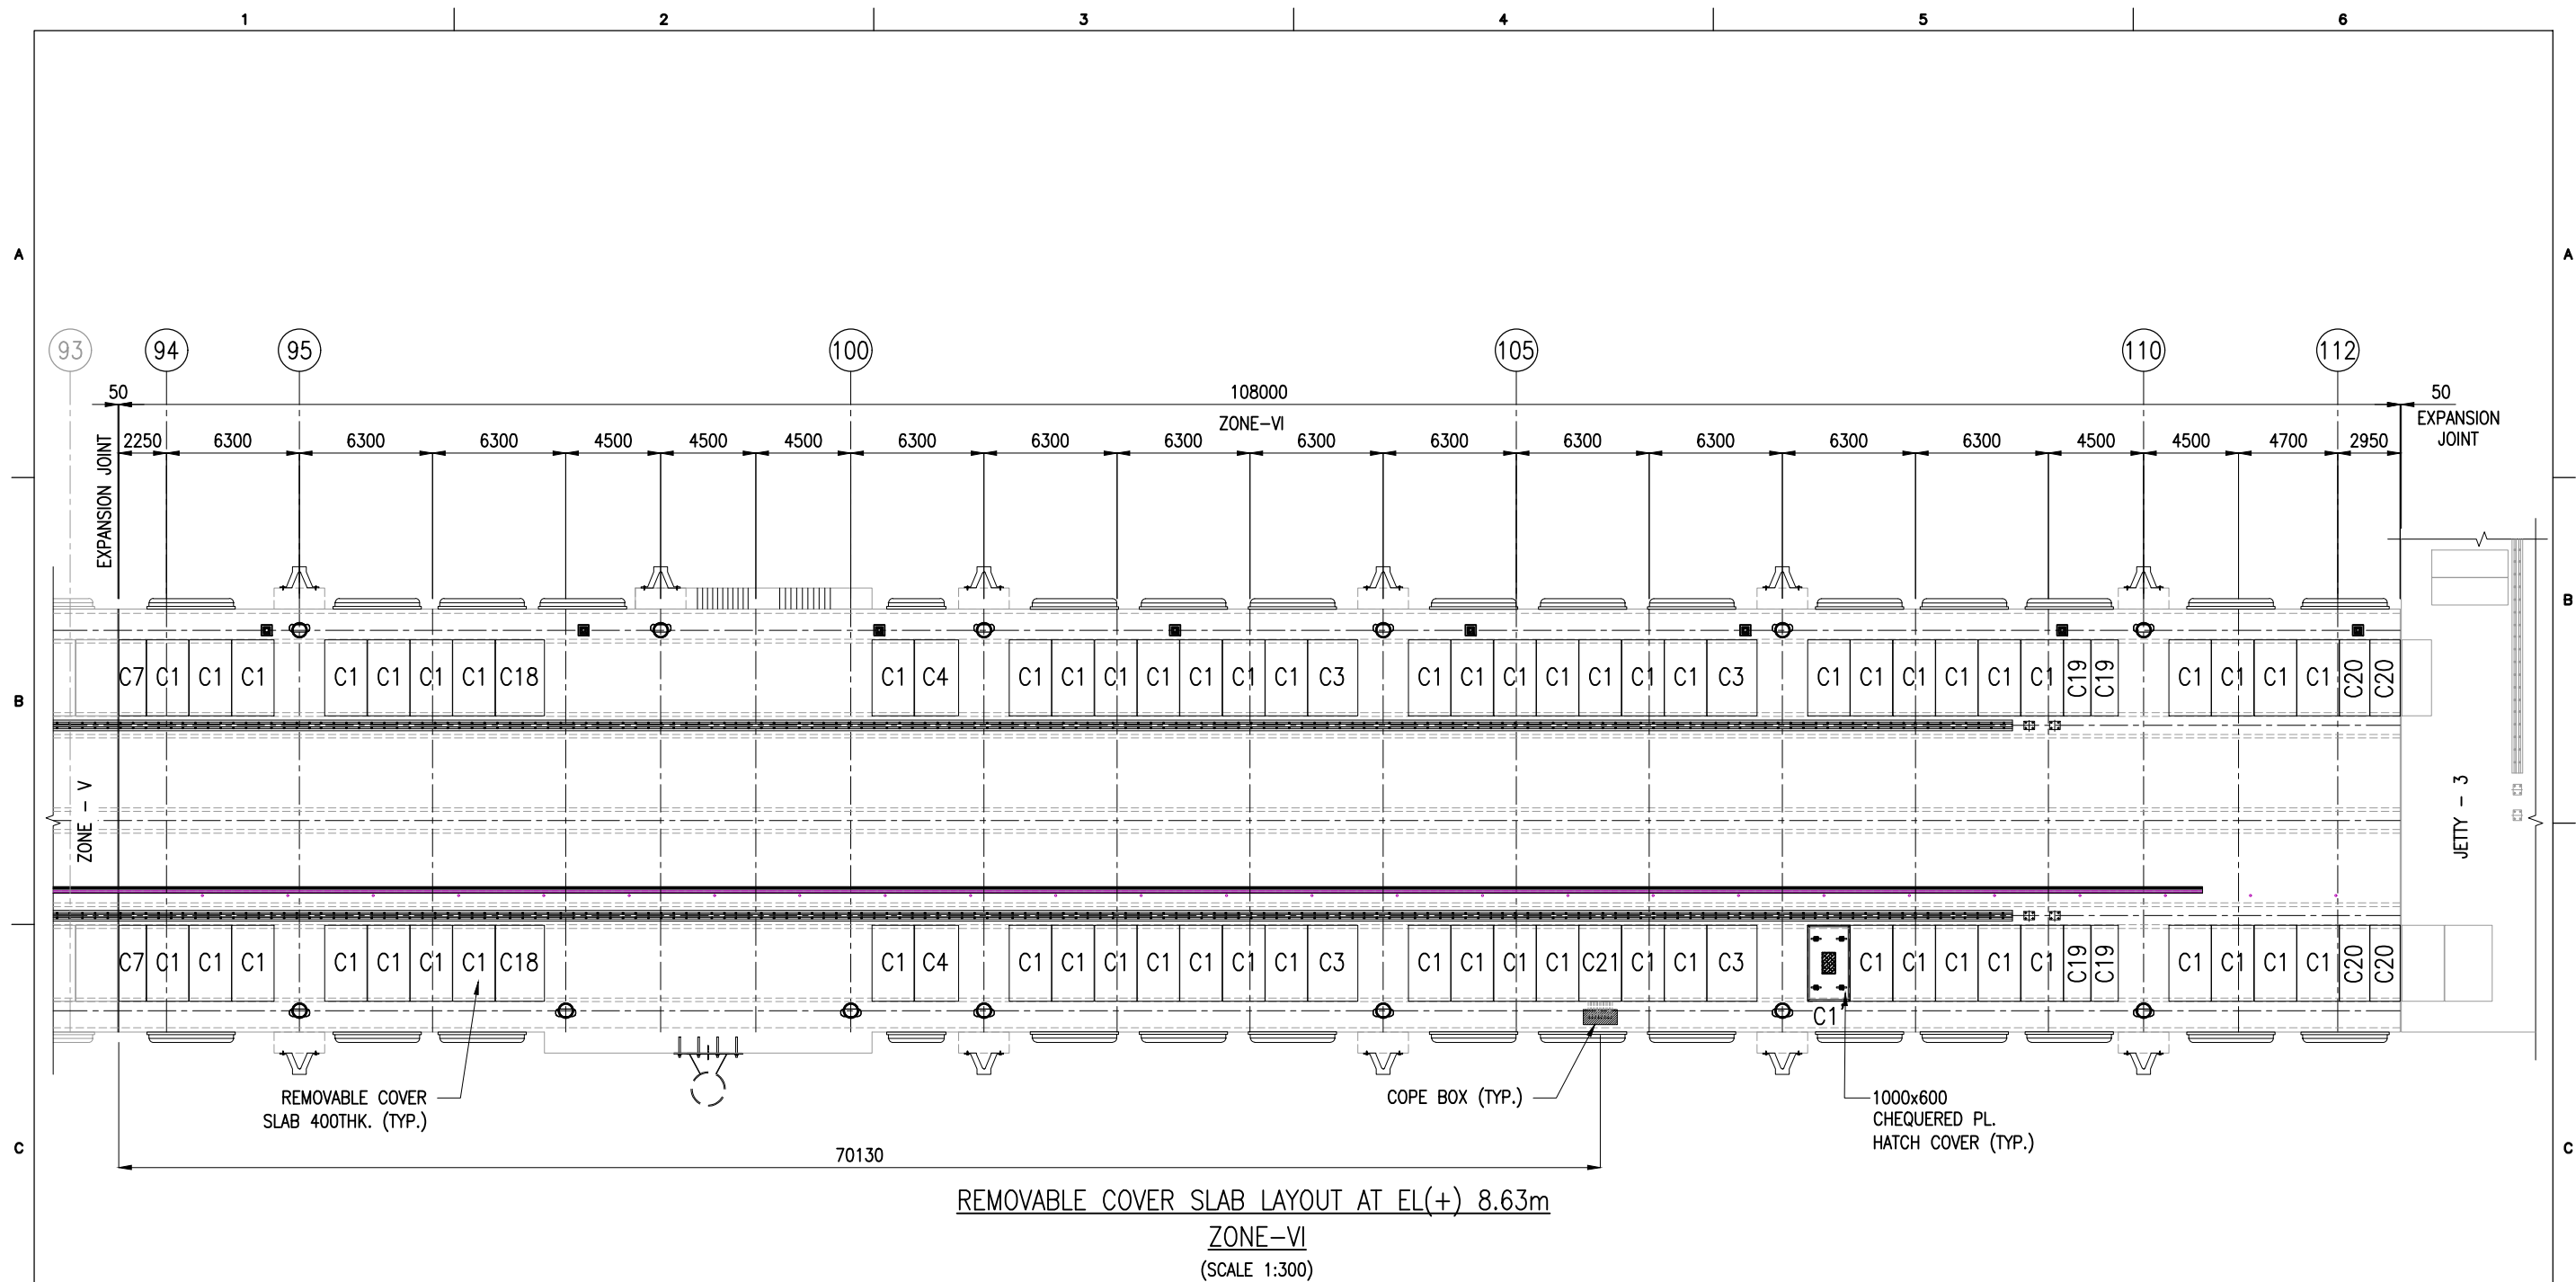 1 2 3 4 5 6
A A
93 94 95 100 105 110 112
50 108000 50
ZONE-VI
EXPANSION JOINT
EXPANSION
JOINT
2250 6300 6300 6300 4500 4500 4500 6300 6300 6300 6300 6300 6300 6300 6300 6300 4500 4500 4700 2950
B B
C7 C1 C1 C1 C1 C1 C1 C1 C18 C1 C4 C1 C1 C1 C1 C1 C1 C1 C3 C1 C1 C1 C1 C1 C1 C1 C3 C1 C1 C1 C1 C1 C1 C19 C19 C1 C1 C1 C1 C20 C20
B
ZONE - V
JETTY - 3
C7 C1 C1 C1 C1 C1 C1 C1 C18 C1 C4 C1 C1 C1 C1 C1 C1 C1 C3 C1 C1 C1 C1 C21 C1 C1 C3 C1 C1 C1 C1 C1 C19 C19 C1 C1 C1 C1 C20 C20
C1'
REMOVABLE COVER
SLAB 400THK. (TYP.)
COPE BOX (TYP.)
1000x600
CHEQUERED PL.
HATCH COVER (TYP.)
C C
70130
REMOVABLE COVER SLAB LAYOUT AT EL(+) 8.63m
ZONE-VI
(SCALE 1:300)